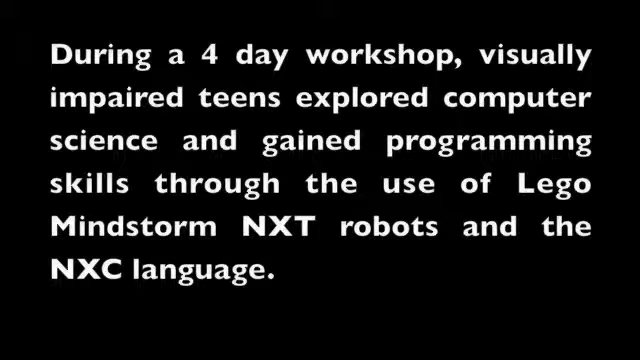 During a 4 day workshop, visually
impaired teens explored computer
science and gained programming
skills through the use of Lego
Mindstorm NXT robots and the
NXC language.